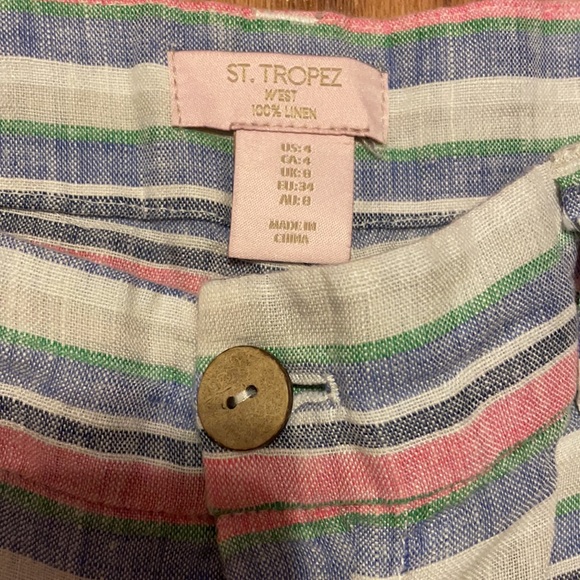 ST. TROPEZ
WEST
100% LINEN
US: 4
CA: 4
UK: 8
EU: 34
AU: 8
MADE IN
CHINA